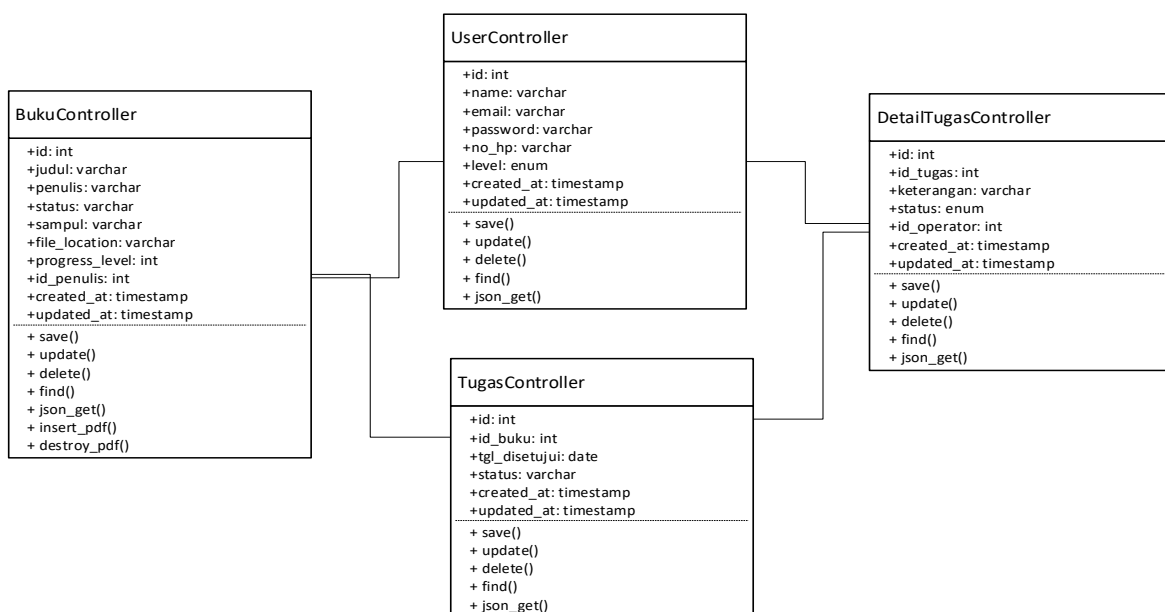 UserController
+id: int
+name: varchar
+email: varchar
+password: varchar
+no_hp: varchar
+level: enum
+created_at: timestamp
+updated_at: timestamp
+ save()
+ update()
+ delete()
+ find()
+ json_get()
BukuController
+id: int
+judul: varchar
+penulis: varchar
+status: varchar
+sampul: varchar
+file_location: varchar
+progress_level: int
+id_penulis: int
+created_at: timestamp
+updated_at: timestamp
+ save()
+ update()
+ delete()
+ find()
+ json_get()
+ insert_pdf()
+ destroy_pdf()
DetailTugasController
+id: int
+id_tugas: int
+keterangan: varchar
+status: enum
+id_operator: int
+created_at: timestamp
+updated_at: timestamp
+ save()
+ update()
+ delete()
+ find()
+ json_get()
TugasController
+id: int
+id_buku: int
+tgl_disetujui: date
+status: varchar
+created_at: timestamp
+updated_at: timestamp
+ save()
+ update()
+ delete()
+ find()
+ json_get()